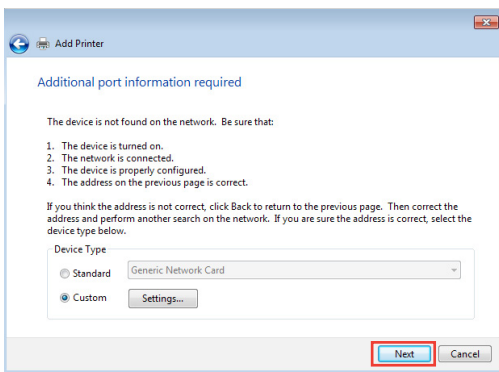 Add Printer
Additional port information required
The device is not found on the network. Be sure that:
1. The device is turned on.
2. The network is connected.
3. The device is properly configured.
4. The address on the previous page is correct.
If you think the address is not correct, click Back to return to the previous page. Then correct the
address and perform another search on the network. If you are sure the address is correct, select the
device type below.
Device Type
Standard Generic Network Card
Custom Settings...
Next Cancel